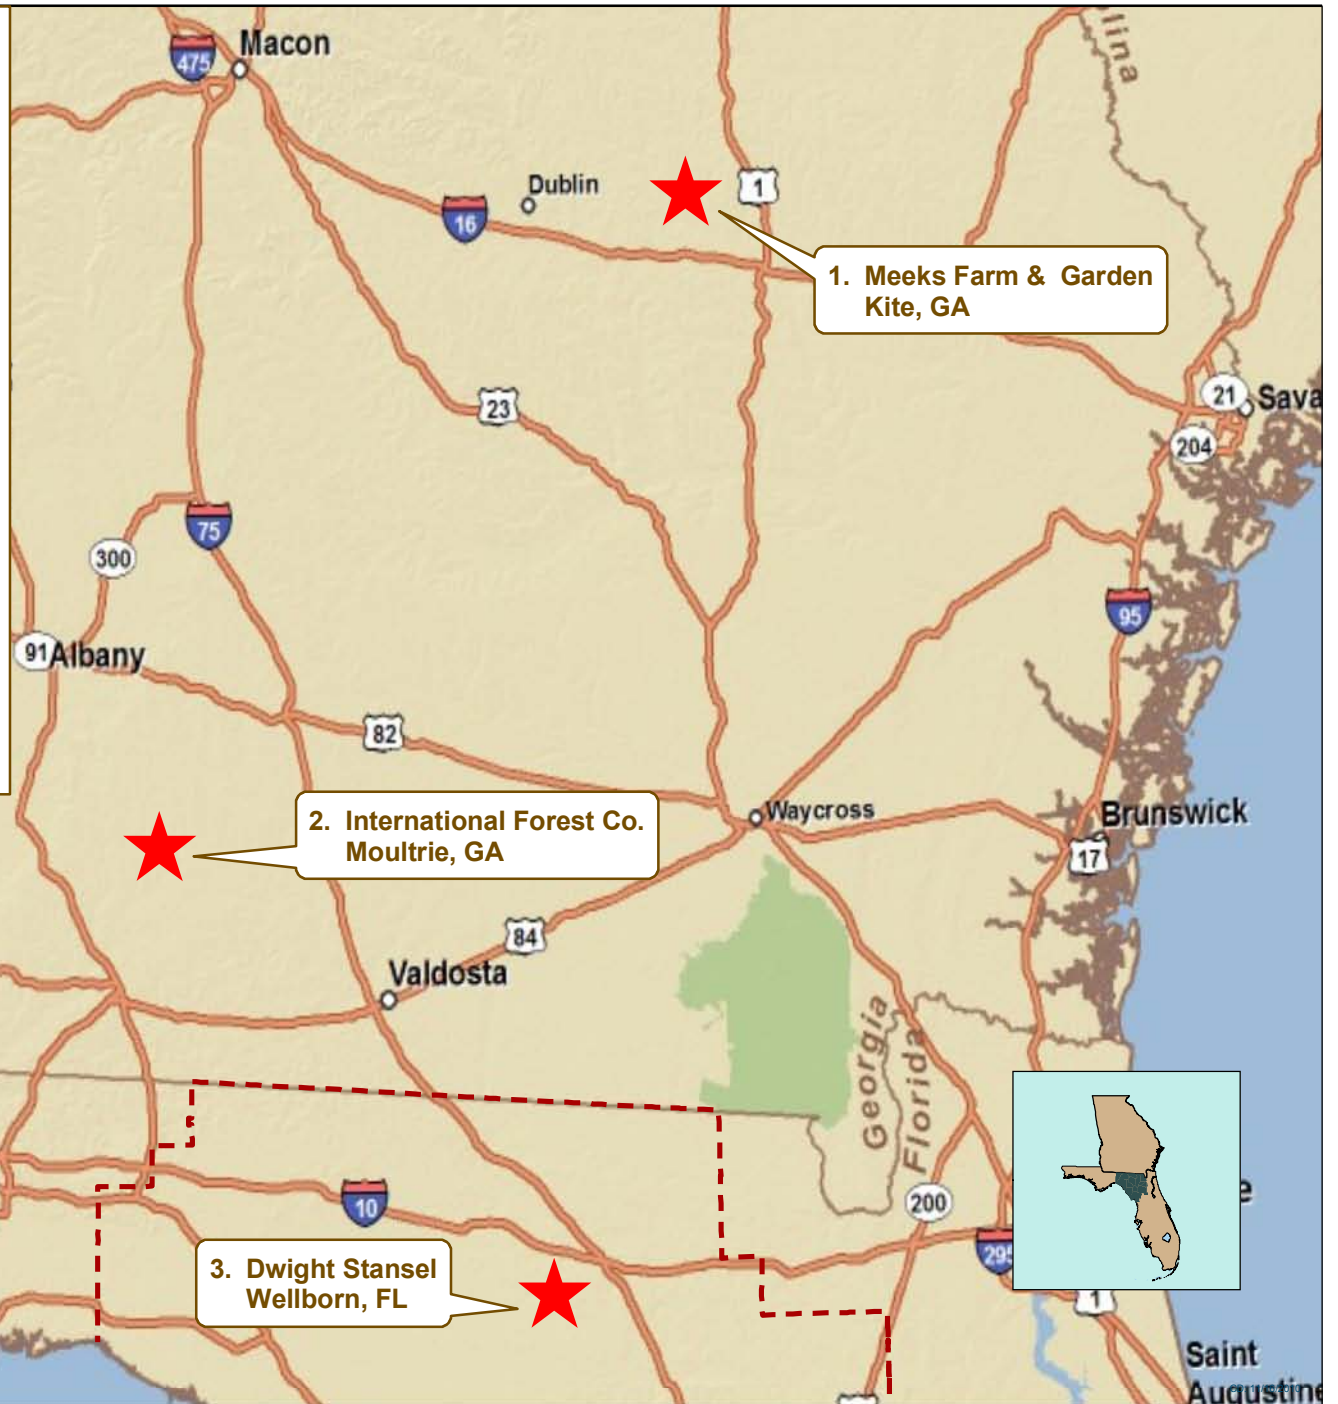 lina
Macon
475
Dublin
1
16
1.  Meeks Farm &  Garden
Kite, GA
23
21
Sava
204
75
300
95
91
Albany
82
2.  International Forest Co.
Moultrie, GA
Waycross
Brunswick
17
84
Valdosta
Georgia
Florida
10
200
e
295
3.  Dwight Stansel
Wellborn, FL
1
Saint
Augustine